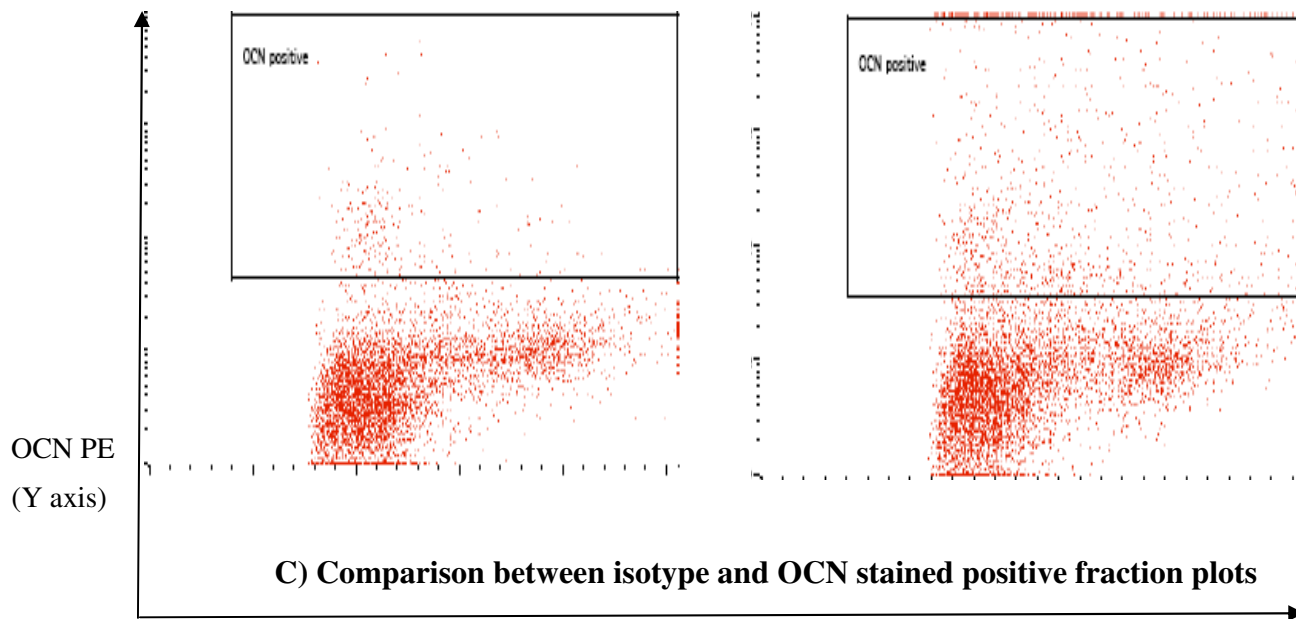 OCN positive
OCN positive
OCN PE
(Y axis)
C) Comparison between isotype and OCN stained positive fraction plots